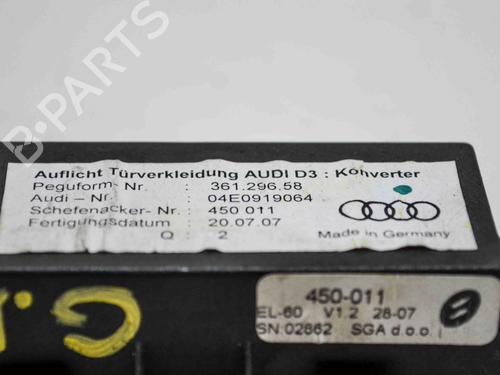 B-PARTS
Auflicht Türverkleidung AUDI D3 : Konverter
Peguform- Nr. : 361.296.58
Audi – Nr. : 04E0919064
Schefenacker- Nr.: 450 011
Fertigungsdatum : 20.07.07
Q : 2
Made in Germany
450-011
EL-60 V1.2 28-07
SN:02862 SGA d.o.o.